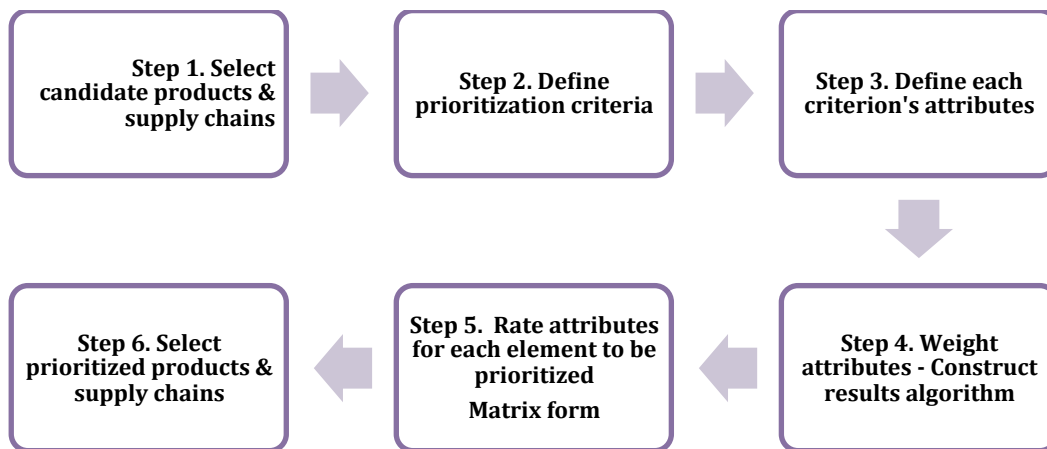 Step 1. Select
candidate products &
supply chains
Step 2. Define
prioritization criteria
Step 3. Define each
criterion's attributes
Step 4. Weight
attributes - Construct
results algorithm
Step 5. Rate attributes
for each element to be
prioritized
Matrix form
Step 6. Select
prioritized products &
supply chains